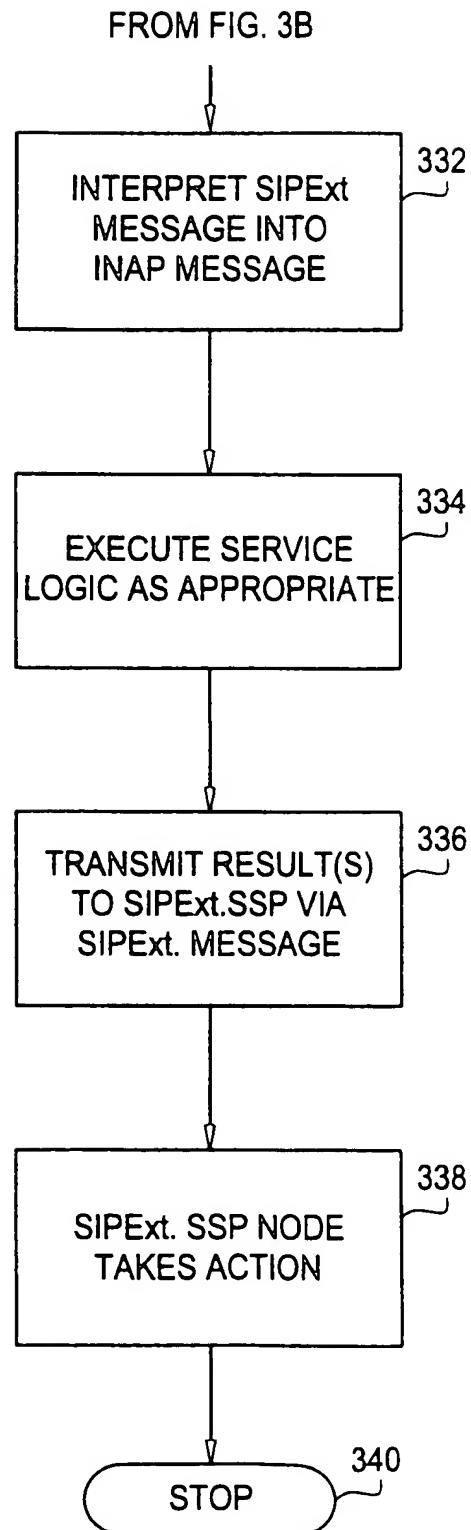 FROM FIG. 3B
332
INTERPRET SIPExt
MESSAGE INTO
INAP MESSAGE
334
EXECUTE SERVICE
LOGIC AS APPROPRIATE
336
TRANSMIT RESULT(S)
TO SIPExt.SSP VIA
SIPExt. MESSAGE
338
SIPExt. SSP NODE
TAKES ACTION
340
STOP